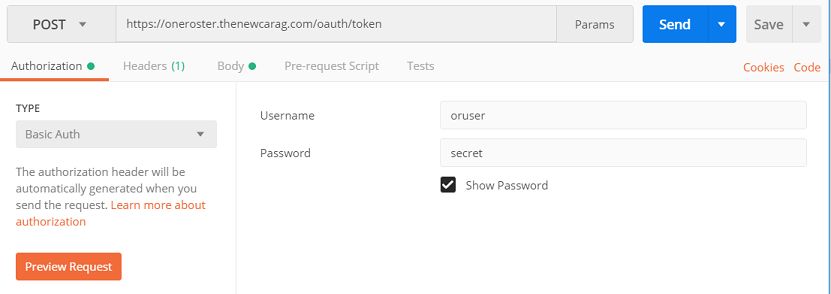 POST https://oneroster.thenewcarag.com/oauth/token Params Send Save
Authorization Headers (1) Body Pre-request Script Tests Cookies Code
TYPE
Basic Auth
The authorization header will be
automatically generated when you
send the request. Learn more about
authorization
Preview Request
Username oruser
Password secret
Show Password